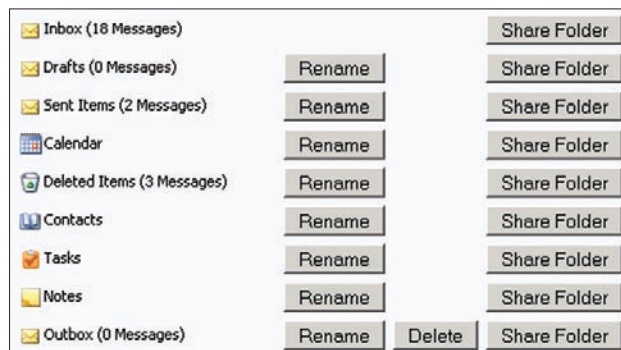 Inbox (18 Messages) Share Folder
Drafts (0 Messages) Rename Share Folder
Sent Items (2 Messages) Rename Share Folder
Calendar Rename Share Folder
Deleted Items (3 Messages) Rename Share Folder
Contacts Rename Share Folder
Tasks Rename Share Folder
Notes Rename Share Folder
Outbox (0 Messages) Rename Delete Share Folder